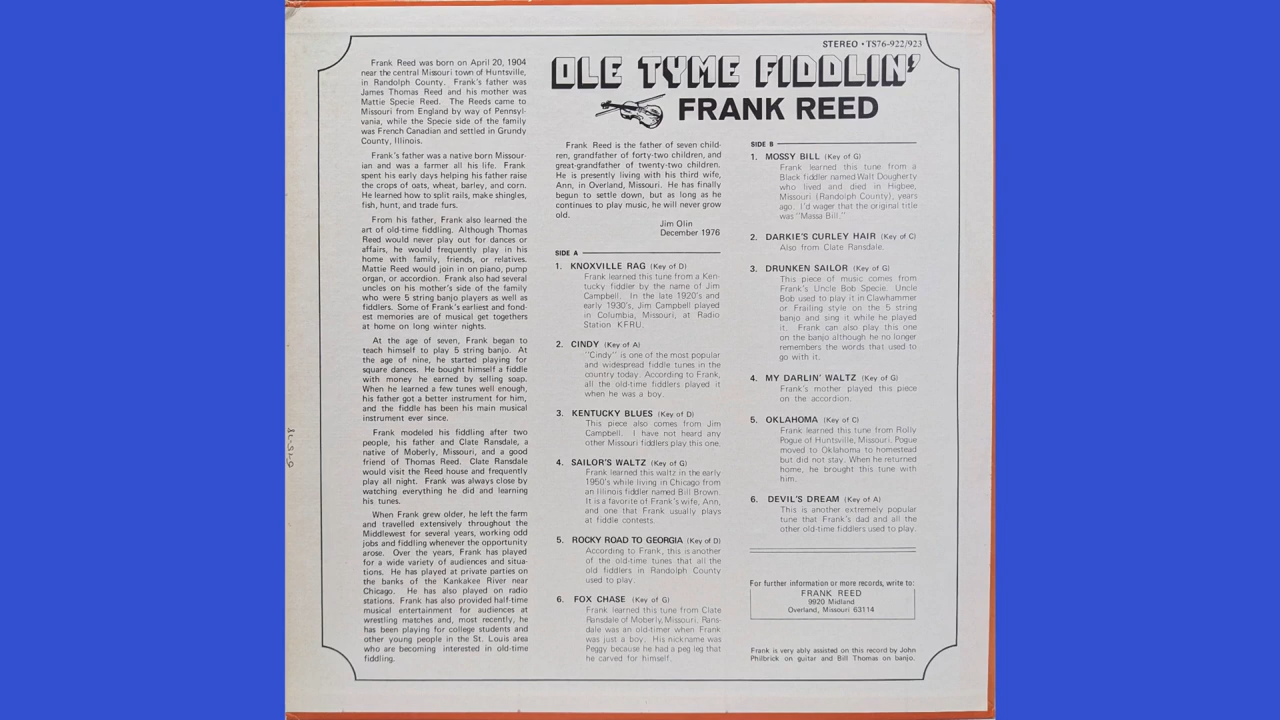 STEREO • TS76-922/923
OLE TYME FIDDLIN'
FRANK REED
Frank Reed was born on April 20, 1904
near the central Missouri town of Huntsville,
in Randolph County. Frank's father was
James Thomas Reed and his mother was
Mattie Specie Reed. The Reeds came to
Missouri from England by way of Pennsyl-
vania, while the Specie side of the family
was French Canadian and settled in Grundy
County, Illinois.
Frank's father was a native born Missour-
ian and was a farmer all his life. Frank
spent his early days helping his father raise
the crops of oats, wheat, barley, and corn.
He learned how to split rails, make shingles,
fish, hunt, and trade furs.
From his father, Frank also learned the
art of old-time fiddling. Although Thomas
Reed would never play out for dances or
affairs, he would frequently play in his
home with family, friends, or relatives.
Mattie Reed would join in on piano, pump
organ, or accordion. Frank also had several
uncles on his mother's side of the family
who were 5 string banjo players as well as
fiddlers. Some of Frank's earliest and fond-
est memories are of musical get togethers
at home on long winter nights.
At the age of seven, Frank began to
teach himself to play 5 string banjo. At
the age of nine, he started playing for
square dances. He bought himself a fiddle
with money he earned by selling soap.
When he learned a few tunes well enough,
his father got a better instrument for him,
and the fiddle has been his main musical
instrument ever since.
Frank modeled his fiddling after two
people, his father and Clate Ransdale, a
native of Moberly, Missouri, and a good
friend of Thomas Reed. Clate Ransdale
would visit the Reed house and frequently
play all night. Frank was always close by
watching everything he did and learning
his tunes.
When Frank grew older, he left the farm
and travelled extensively throughout the
Middlewest for several years, working odd
jobs and fiddling whenever the opportunity
arose. Over the years, Frank has played
for a wide variety of audiences and situa-
tions. He has played at private parties on
the banks of the Kankakee River near
Chicago. He has also played on radio
stations. Frank has also provided half-time
musical entertainment for audiences at
wrestling matches and, most recently, he
has been playing for college students and
other young people in the St. Louis area
who are becoming interested in old-time
fiddling.
Frank Reed is the father of seven child-
ren, grandfather of forty-two children, and
great-grandfather of twenty-two children.
He is presently living with his third wife,
Ann, in Overland, Missouri. He has finally
begun to settle down, but as long as he
continues to play music, he will never grow
old.
Jim Olin
December 1976
SIDE A
1. KNOXVILLE RAG (Key of D)
Frank learned this tune from a Ken-
tucky fiddler by the name of Jim
Campbell. In the late 1920's and
early 1930's, Jim Campbell played
in Columbia, Missouri, at Radio
Station KFRU.
2. CINDY (Key of A)
"Cindy" is one of the most popular
and widespread fiddle tunes in the
country today. According to Frank,
all the old-time fiddlers played it
when he was a boy.
3. KENTUCKY BLUES (Key of D)
This piece also comes from Jim
Campbell. I have not heard any
other Missouri fiddlers play this one.
4. SAILOR'S WALTZ (Key of G)
Frank learned this waltz in the early
1950's while living in Chicago from
an Illinois fiddler named Bill Brown.
It is a favorite of Frank's wife, Ann,
and one that Frank usually plays
at fiddle contests.
5. ROCKY ROAD TO GEORGIA (Key of D)
According to Frank, this is another
of the old-time tunes that all the
old fiddlers in Randolph County
used to play.
6. FOX CHASE (Key of G)
Frank learned this tune from Clate
Ransdale of Moberly, Missouri. Rans-
dale was an old-timer when Frank
was just a boy. His nickname was
Peggy because he had a peg leg that
he carved for himself.
SIDE B
1. MOSSY BILL (Key of G)
Frank learned this tune from a
Black fiddler named Walt Dougherty
who lived and died in Higbee,
Missouri (Randolph County), years
ago. I'd wager that the original title
was "Massa Bill."
2. DARKIE'S CURLEY HAIR (Key of C)
Also from Clate Ransdale.
3. DRUNKEN SAILOR (Key of G)
This piece of music comes from
Frank's Uncle Bob Specie. Uncle
Bob used to play it in Clawhammer
or Frailing style on the 5 string
banjo and sing it while he played
it. Frank can also play this one
on the banjo although he no longer
remembers the words that used to
go with it.
4. MY DARLIN' WALTZ (Key of G)
Frank's mother played this piece
on the accordion.
5. OKLAHOMA (Key of C)
Frank learned this tune from Rolly
Pogue of Huntsville, Missouri. Pogue
moved to Oklahoma to homestead
but did not stay. When he returned
home, he brought this tune with
him.
6. DEVIL'S DREAM (Key of A)
This is another extremely popular
tune that Frank's dad and all the
other old-time fiddlers used to play.
For further information or more records, write to:
FRANK REED
9920 Midland
Overland, Missouri 63114
Frank is very ably assisted on this record by John
Philbrick on guitar and Bill Thomas on banjo.